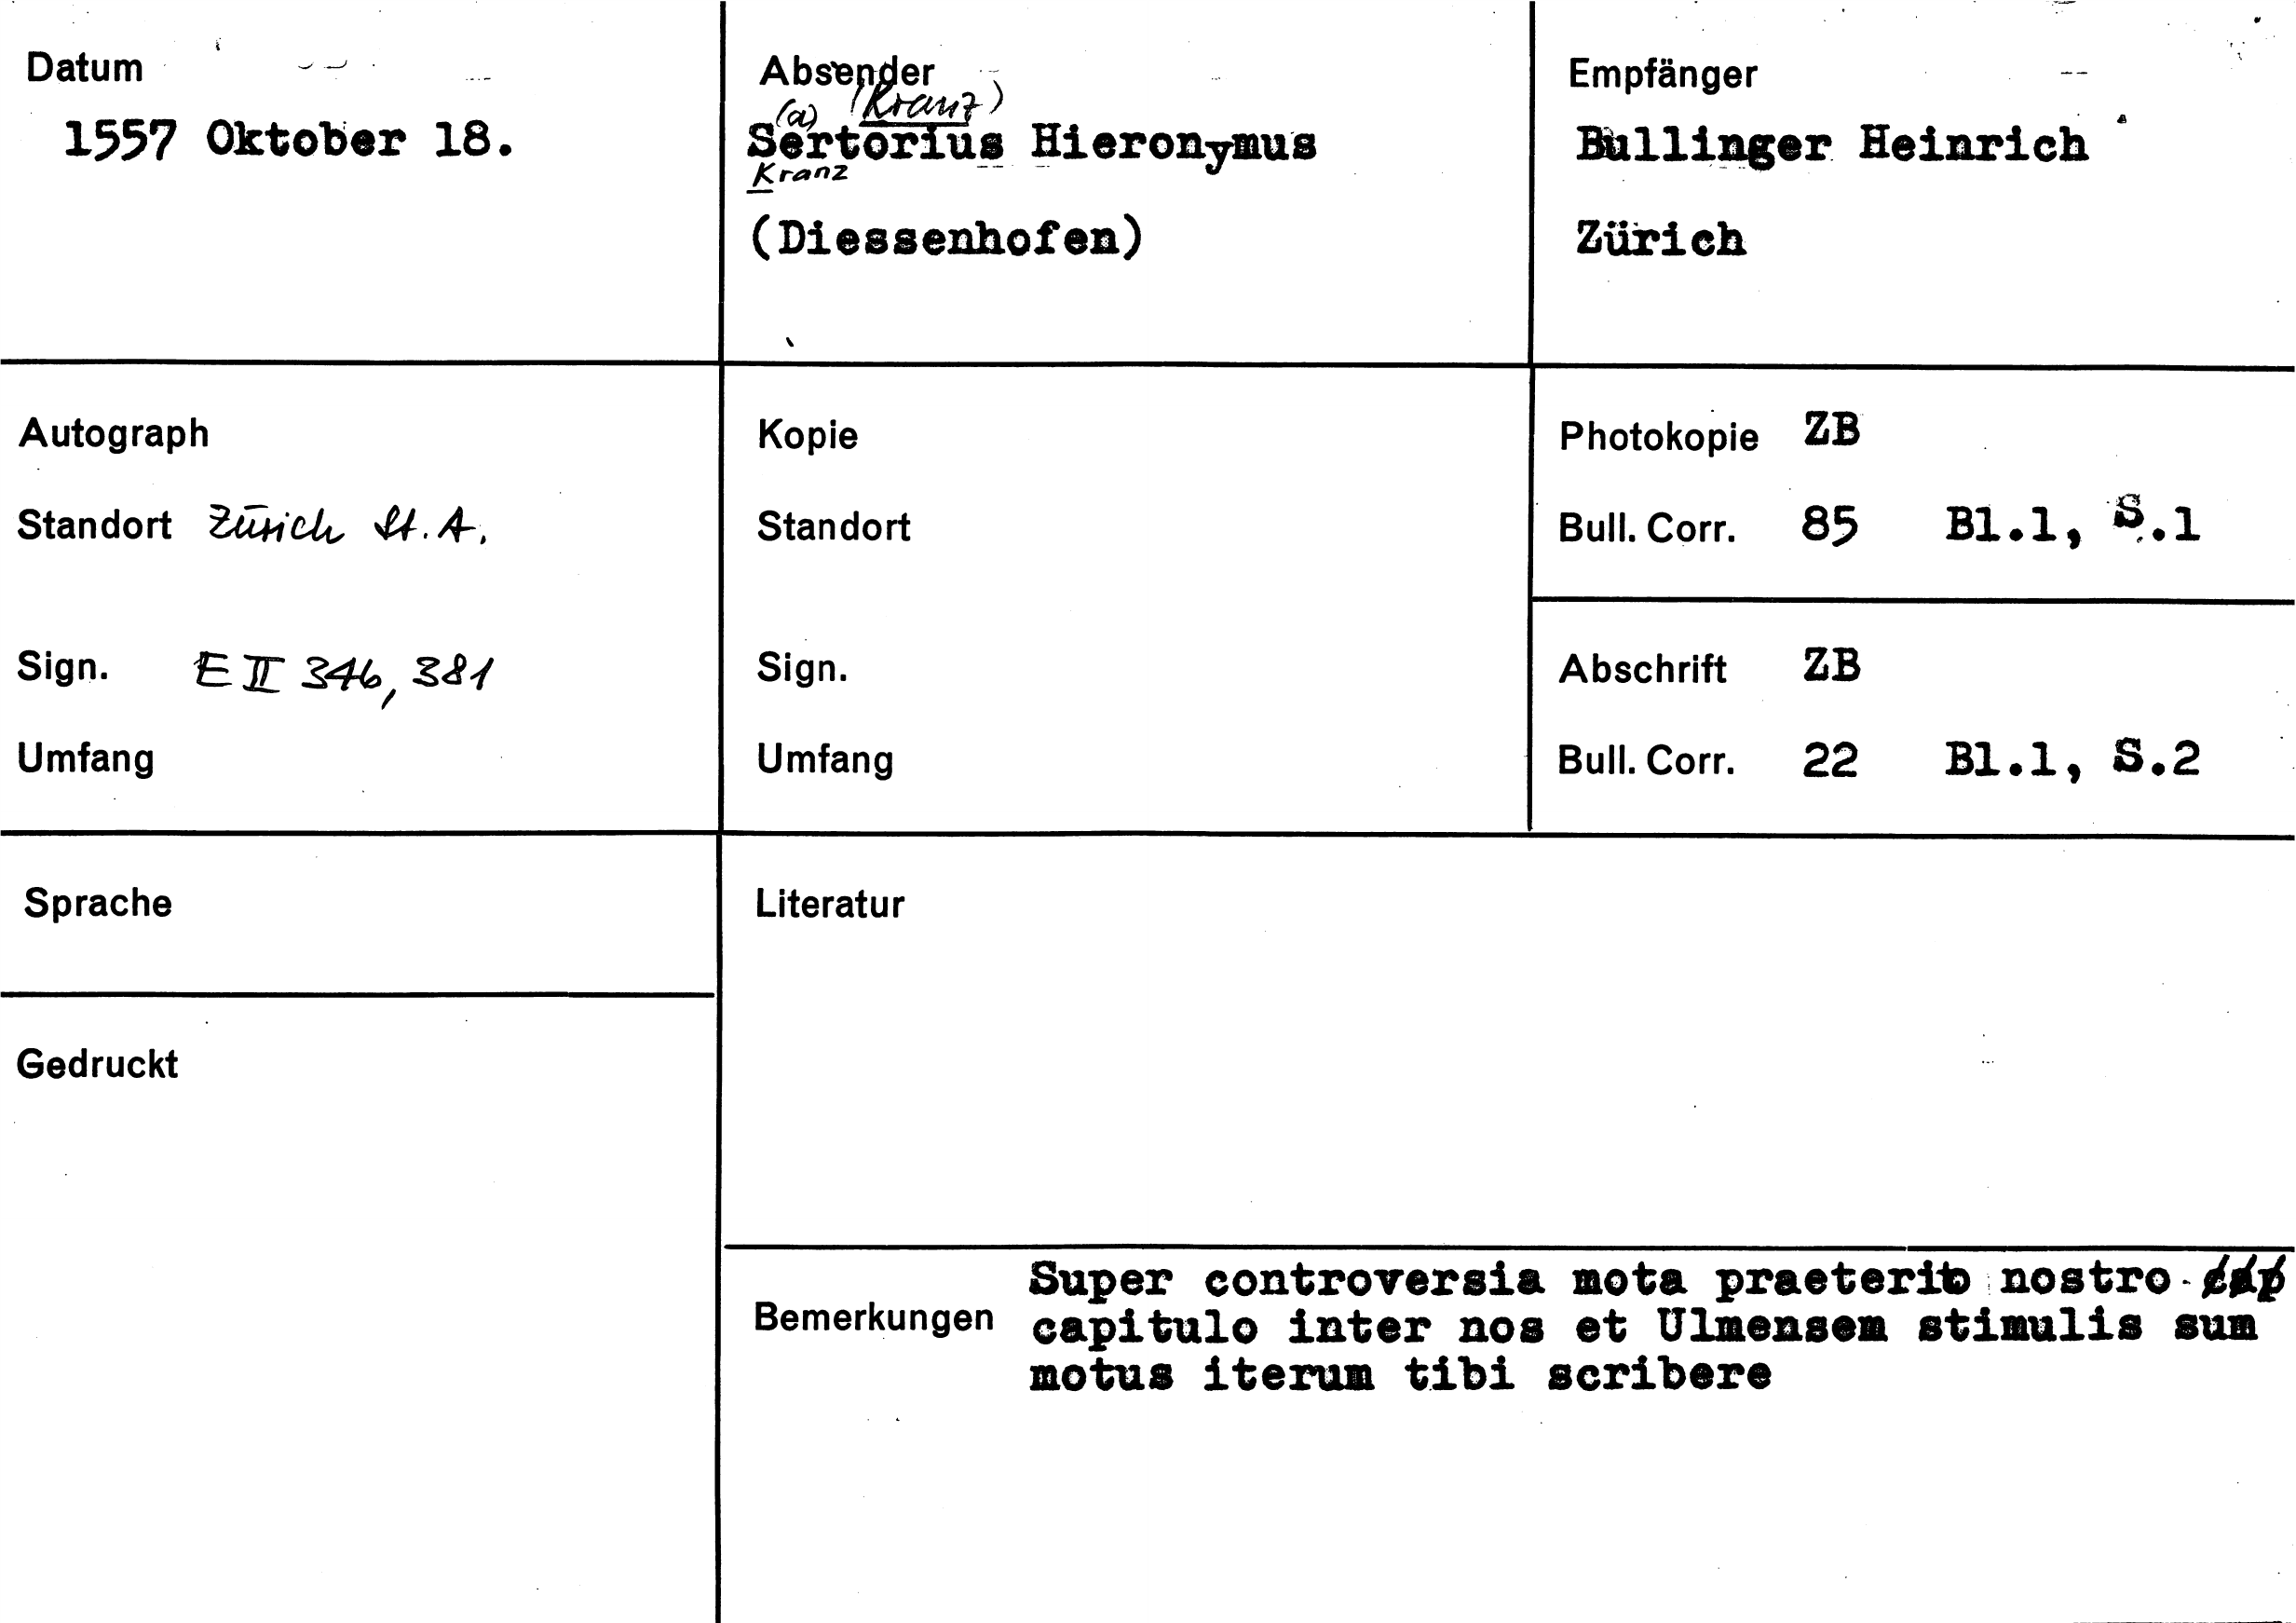 Datum
1557 Oktober 18.
Absender
(a) (Kranz)
Sertorius Hieronymus
Kranz
(Diessenhofen)
Empfänger
Bullinger Heinrich
Zürich
Autograph
Standort Zürich St. A.
Sign. E II 346, 381
Umfang
Kopie
Standort
Sign.
Umfang
Photokopie ZB
Bull. Corr. 85 Bl.1, S.1
Abschrift ZB
Bull. Corr. 22 Bl.1, S.2
Sprache
Gedruckt
Literatur
Bemerkungen
Super controversia mota praeterito nostro cap
capitulo inter nos et Ulmensem stimulis sum
motus iterum tibi scribere